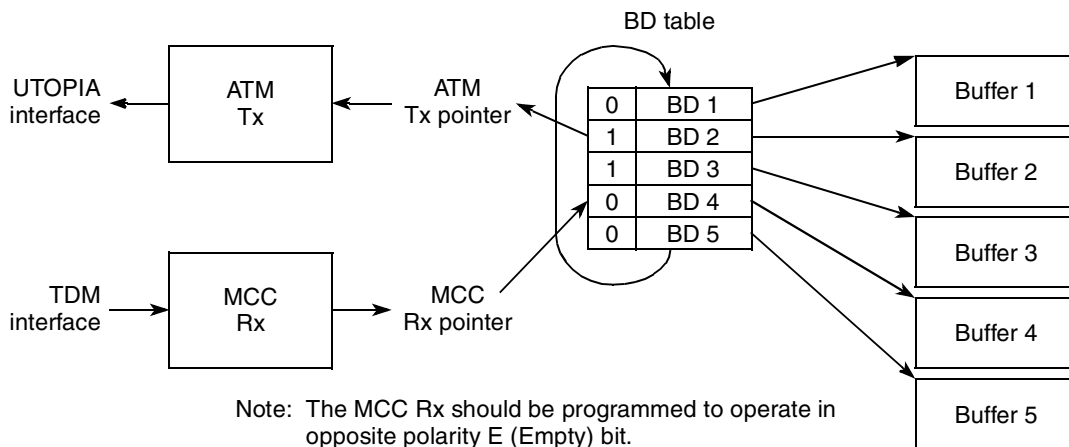 BD table
UTOPIA
interface
ATM
Tx
ATM
Tx pointer
0 BD 1
1 BD 2
1 BD 3
0 BD 4
0 BD 5
Buffer 1
Buffer 2
Buffer 3
Buffer 4
Buffer 5
TDM
interface
MCC
Rx
MCC
Rx pointer
Note: The MCC Rx should be programmed to operate in
opposite polarity E (Empty) bit.